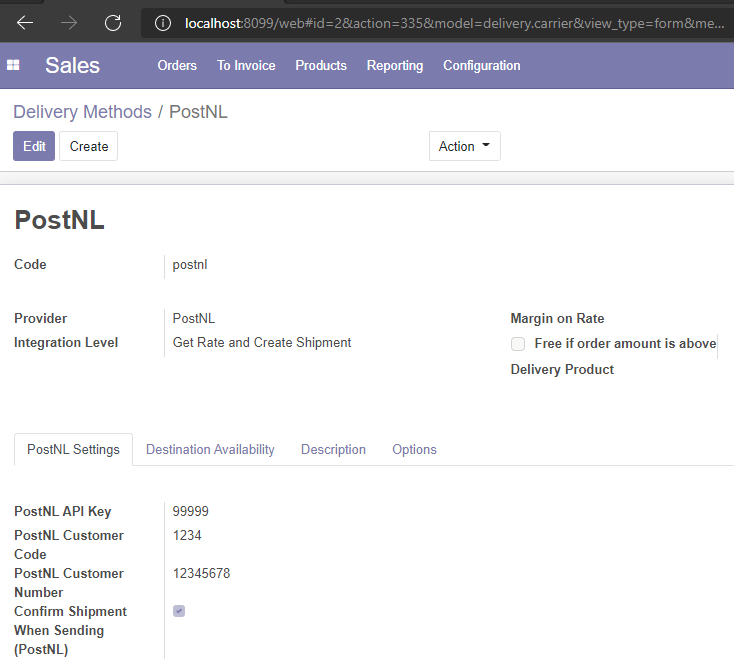 localhost:8099/web#id=2&action=335&model=delivery.carrier&view_type=form&me...
Sales Orders To Invoice Products Reporting Configuration
Delivery Methods / PostNL
Edit Create Action
PostNL
Code postnl
Provider PostNL Margin on Rate
Integration Level Get Rate and Create Shipment
Free if order amount is above
Delivery Product
PostNL Settings Destination Availability Description Options
PostNL API Key 99999
PostNL Customer 1234
Code
PostNL Customer 12345678
Number
Confirm Shipment
When Sending
(PostNL)